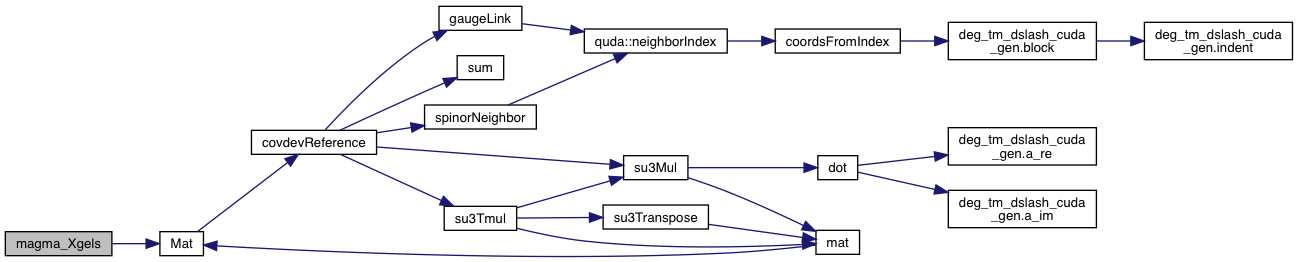 gaugeLink
quda::neighborIndex
coordsFromIndex
deg_tm_dslash_cuda
_gen.block
deg_tm_dslash_cuda
_gen.indent
sum
spinorNeighbor
covdevReference
su3Mul
dot
deg_tm_dslash_cuda
_gen.a_re
deg_tm_dslash_cuda
_gen.a_im
su3Tmul
su3Transpose
mat
magma_Xgels
Mat